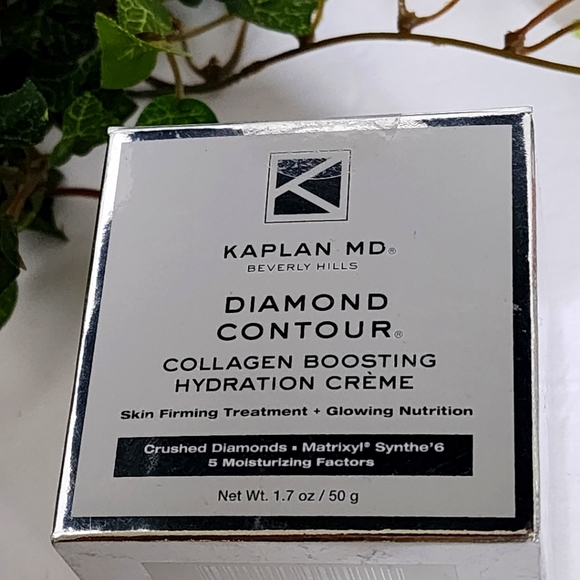 KAPLAN MD®
BEVERLY HILLS
DIAMOND
CONTOUR®
COLLAGEN BOOSTING
HYDRATION CRÈME
Skin Firming Treatment + Glowing Nutrition
Crushed Diamonds ▪ Matrixyl® Synthe'6
5 Moisturizing Factors
Net Wt. 1.7 oz / 50 g